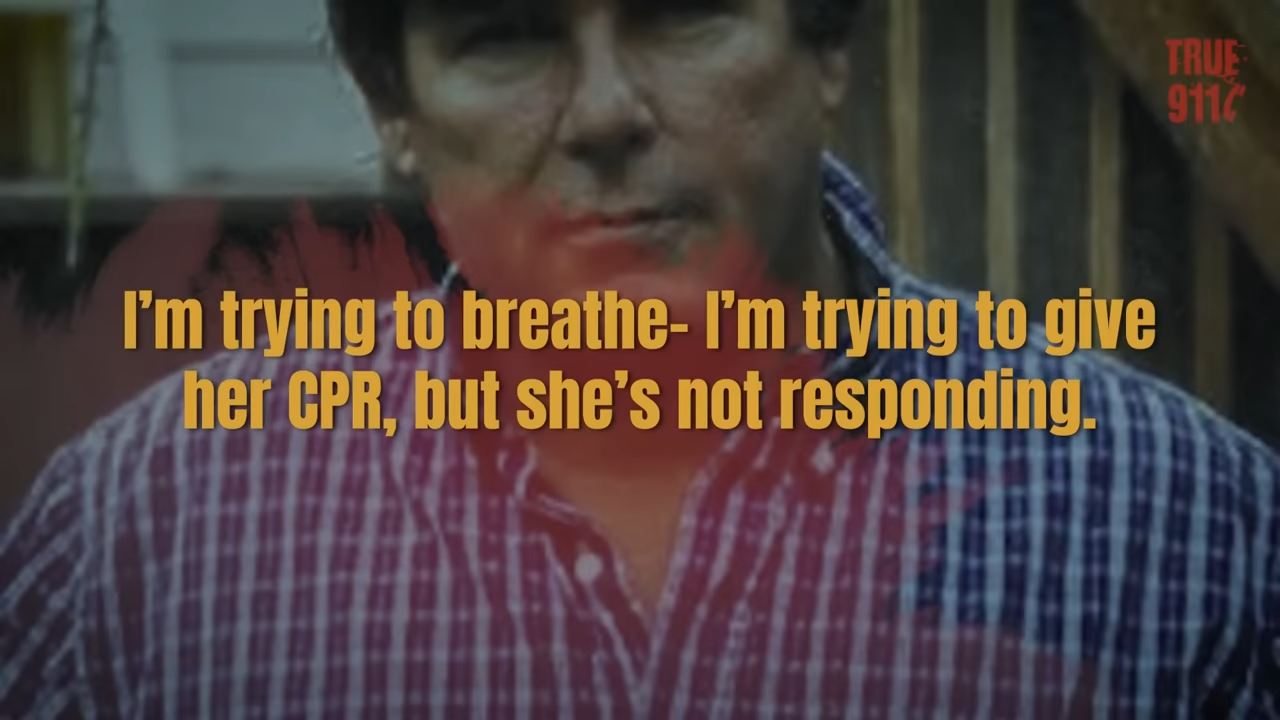 TRUE
911
I’m trying to breathe- I’m trying to give
her CPR, but she’s not responding.